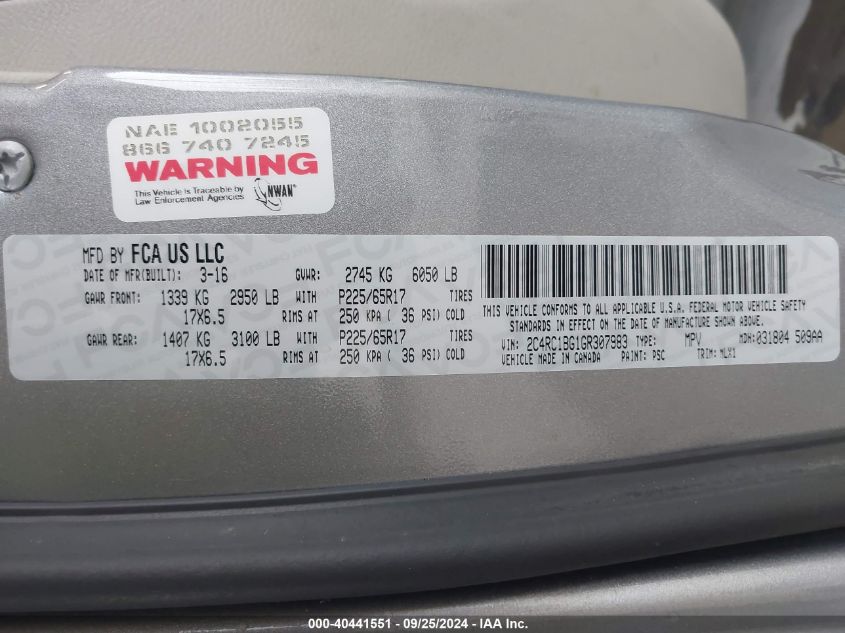 NAE 1002055
866 740 7245
WARNING
This Vehicle is Traceable by
Law Enforcement Agencies
NWAN
MFD BY FCA US LLC
DATE OF MFR(BUILT): 3-16 GVWR: 2745 KG 6050 LB
GAWR FRONT: 1339 KG 2950 LB WITH P225/65R17 TIRES
17X6.5 RIMS AT 250 KPA ( 36 PSI) COLD
GAWR REAR: 1407 KG 3100 LB WITH P225/65R17 TIRES
17X6.5 RIMS AT 250 KPA ( 36 PSI) COLD
THIS VEHICLE CONFORMS TO ALL APPLICABLE U.S.A. FEDERAL MOTOR VEHICLE SAFETY
STANDARDS IN EFFECT ON THE DATE OF MANUFACTURE SHOWN ABOVE.
VIN: 2C4RC1BG1GR307983 TYPE: MPV MDH: 031804 509AA
VEHICLE MADE IN CANADA PAINT: PSC TRIM: MLX1
000-40441551 - 09/25/2024 - IAA Inc.